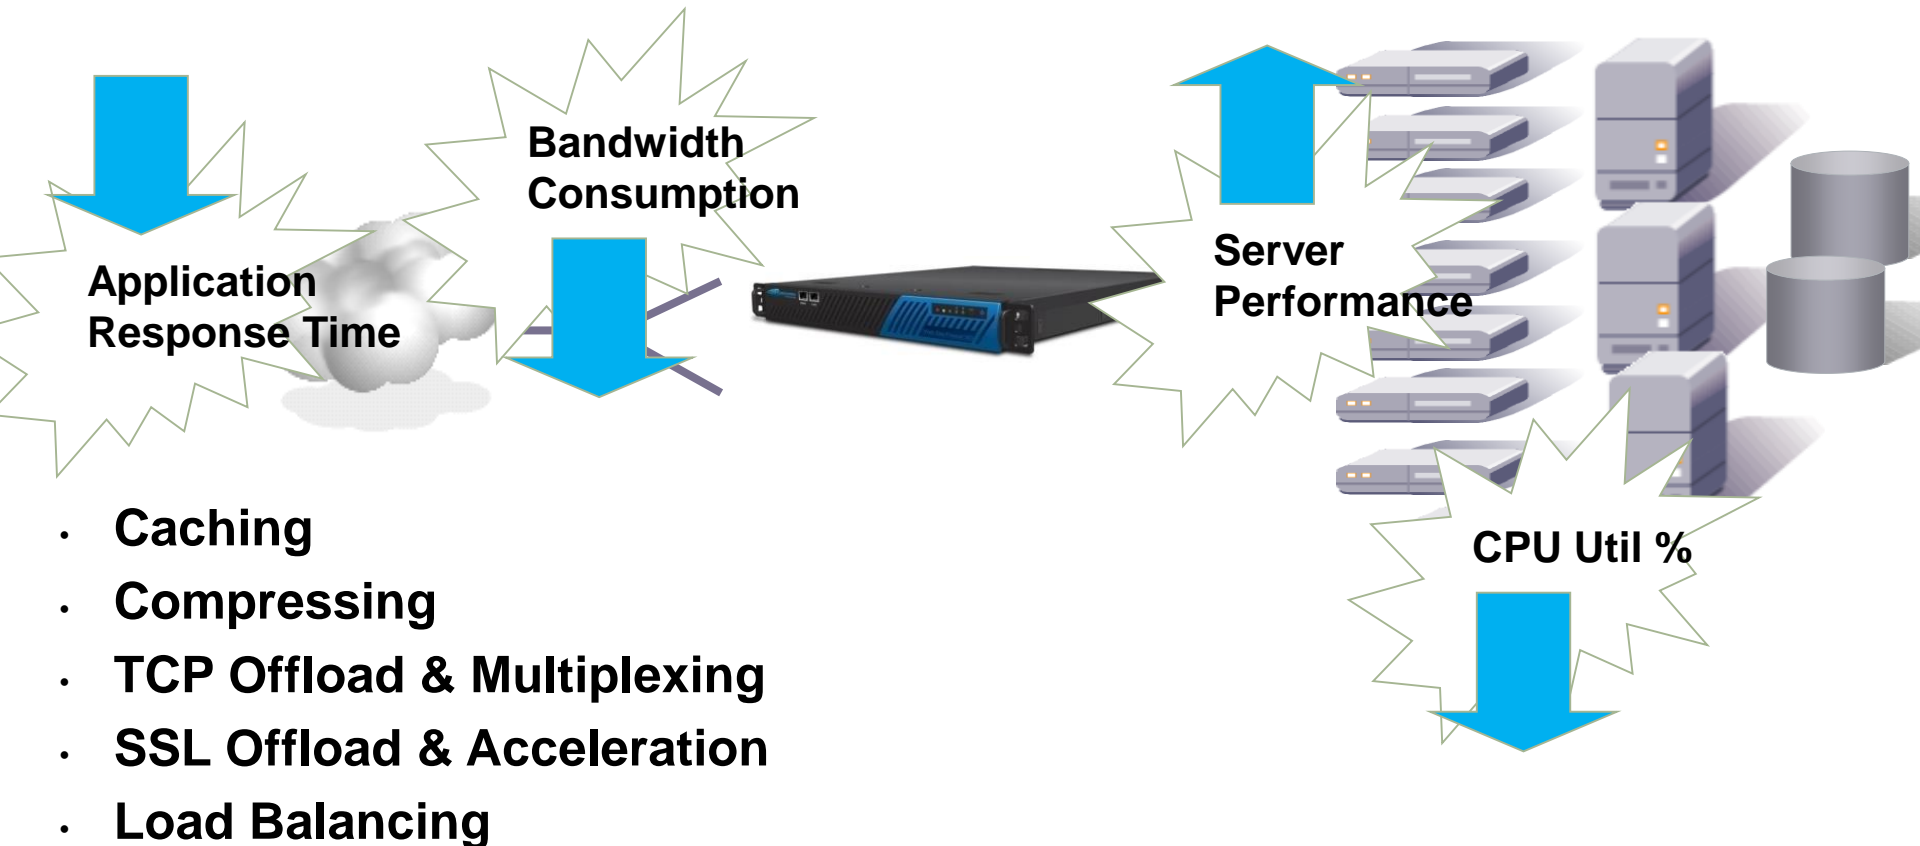 Bandwidth
Consumption
Application
Response Time
Server
Performance
CPU Util %
· Caching
· Compressing
· TCP Offload & Multiplexing
· SSL Offload & Acceleration
· Load Balancing